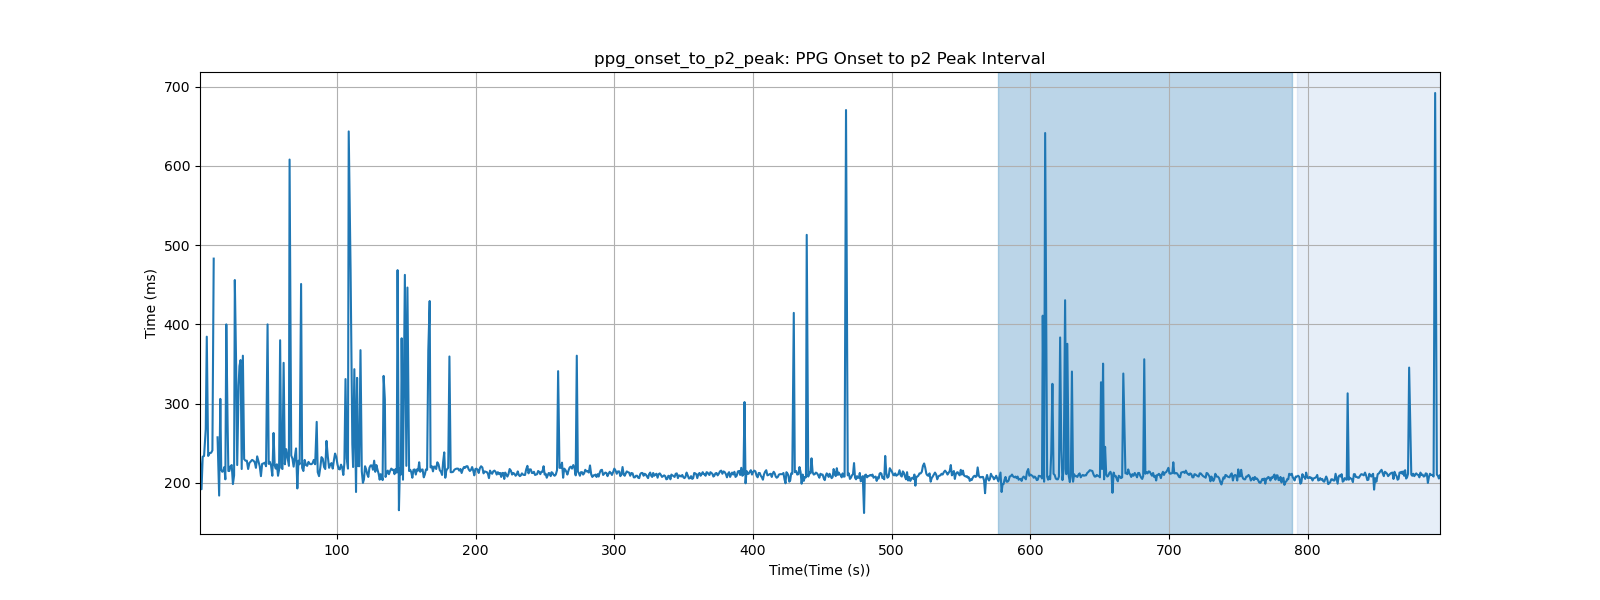 ppg_onset_to_p2_peak: PPG Onset to p2 Peak Interval
700
600
500
400
300
200
Time (ms)
100 200 300 400 500 600 700 800
Time(Time (s))